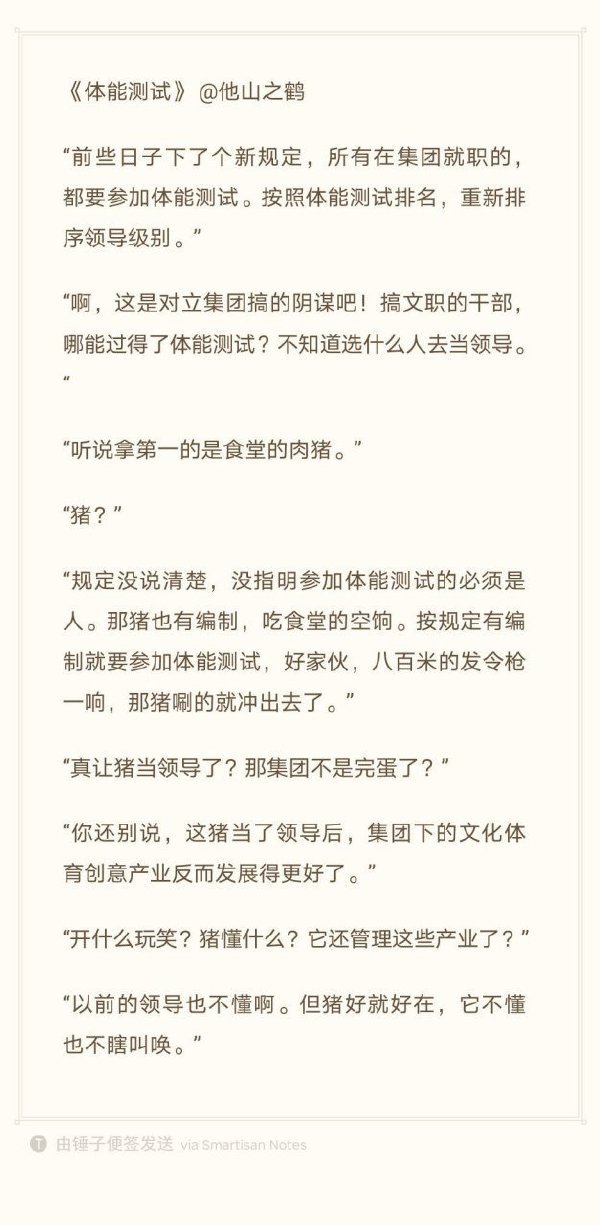 《体能测试》 @他山之鹤
“前些日子下了个新规定，所有在集团就职的，
都要参加体能测试。按照体能测试排名，重新排
序领导级别。”
“啊，这是对立集团搞的阴谋吧！搞文职的干部，
哪能过得了体能测试？不知道选什么人去当领导。
“
“听说拿第一的是食堂的肉猪。”
“猪？”
“规定没说清楚，没指明参加体能测试的必须是
人。那猪也有编制，吃食堂的空饷。按规定有编
制就要参加体能测试，好家伙，八百米的发令枪
一响，那猪唰的就冲出去了。”
“真让猪当领导了？那集团不是完蛋了？”
“你还别说，这猪当了领导后，集团下的文化体
育创意产业反而发展得更好了。”
“开什么玩笑？猪懂什么？它还管理这些产业了？”
“以前的领导也不懂啊。但猪好就好在，它不懂
也不瞎叫唤。”
T 由锤子便签发送 via Smartisan Notes